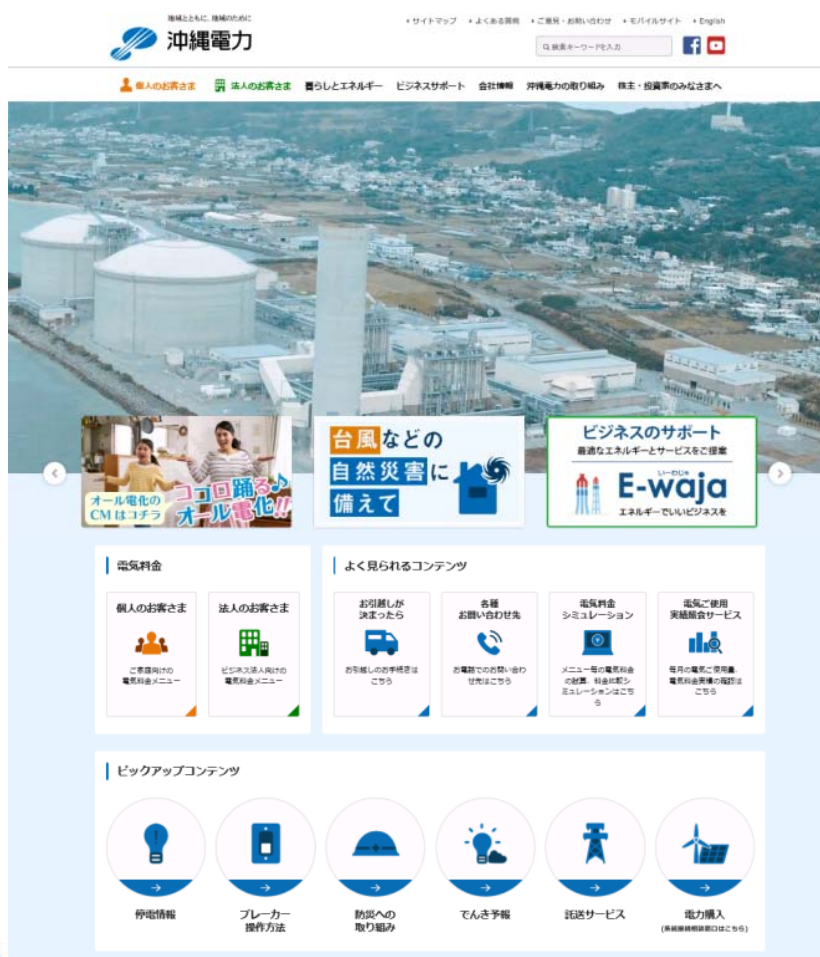 地域とともに、地域のために
沖縄電力
サイトマップ よくある質問 ご意見・お問い合わせ モバイルサイト English
検索キーワードを入力
個人のお客さま 法人のお客さま 暮らしとエネルギー ビジネスサポート 会社情報 沖縄電力の取り組み 株主・投資家のみなさまへ
オール電化の
CMはコチラ
ココロ踊る♪
オール電化!!
台風などの
自然災害に
備えて
ビジネスのサポート
最適なエネルギーとサービスをご提案
いーわじゃ
E-waja
エネルギーでいいビジネスを
電気料金
個人のお客さま
ご家庭向けの
電気料金メニュー
法人のお客さま
ビジネス法人向けの
電気料金メニュー
よく見られるコンテンツ
お引越しが
決まったら
お引越しのお手続きは
こちら
各種
お問い合わせ先
お電話でのお問い合わ
せ先はこちら
電気料金
シミュレーション
メニュー毎の電気料金
の試算、料金比較シ
ミュレーションはこち
ら
電気ご使用
実績照会サービス
毎月の電気ご使用量、
電気料金実績の確認は
こちら
ピックアップコンテンツ
停電情報
ブレーカー
操作方法
防災への
取り組み
でんき予報
託送サービス
電力購入
(系統接続相談窓口はこちら)